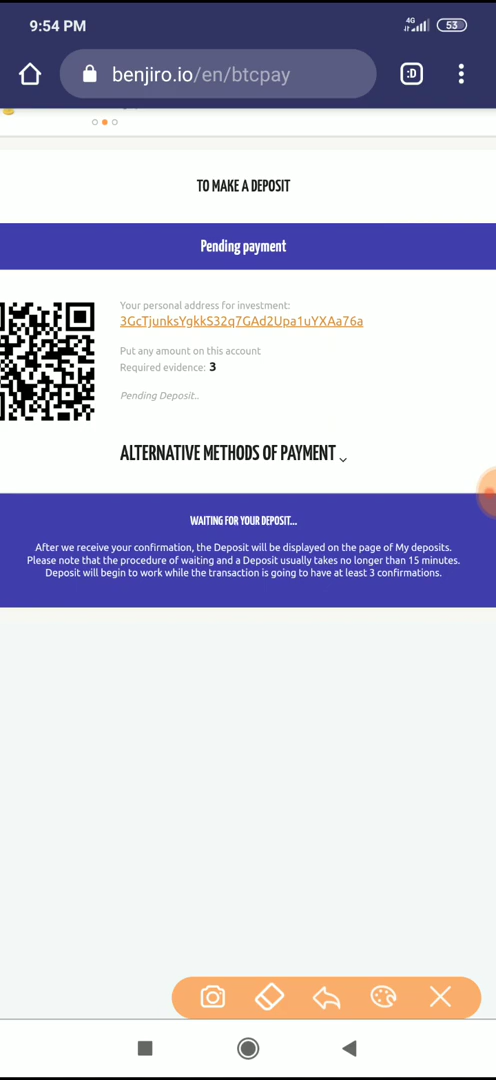 9:54 PM
4G
53
benjiro.io/en/btcpay
:D
TO MAKE A DEPOSIT
Pending payment
Your personal address for investment:
3GcTjunksYgkkS32q7GAd2Upa1uYXAa76a
Put any amount on this account
Required evidence: 3
Pending Deposit..
ALTERNATIVE METHODS OF PAYMENT
WAITING FOR YOUR DEPOSIT...
After we receive your confirmation, the Deposit will be displayed on the page of My deposits.
Please note that the procedure of waiting and a Deposit usually takes no longer than 15 minutes.
Deposit will begin to work while the transaction is going to have at least 3 confirmations.